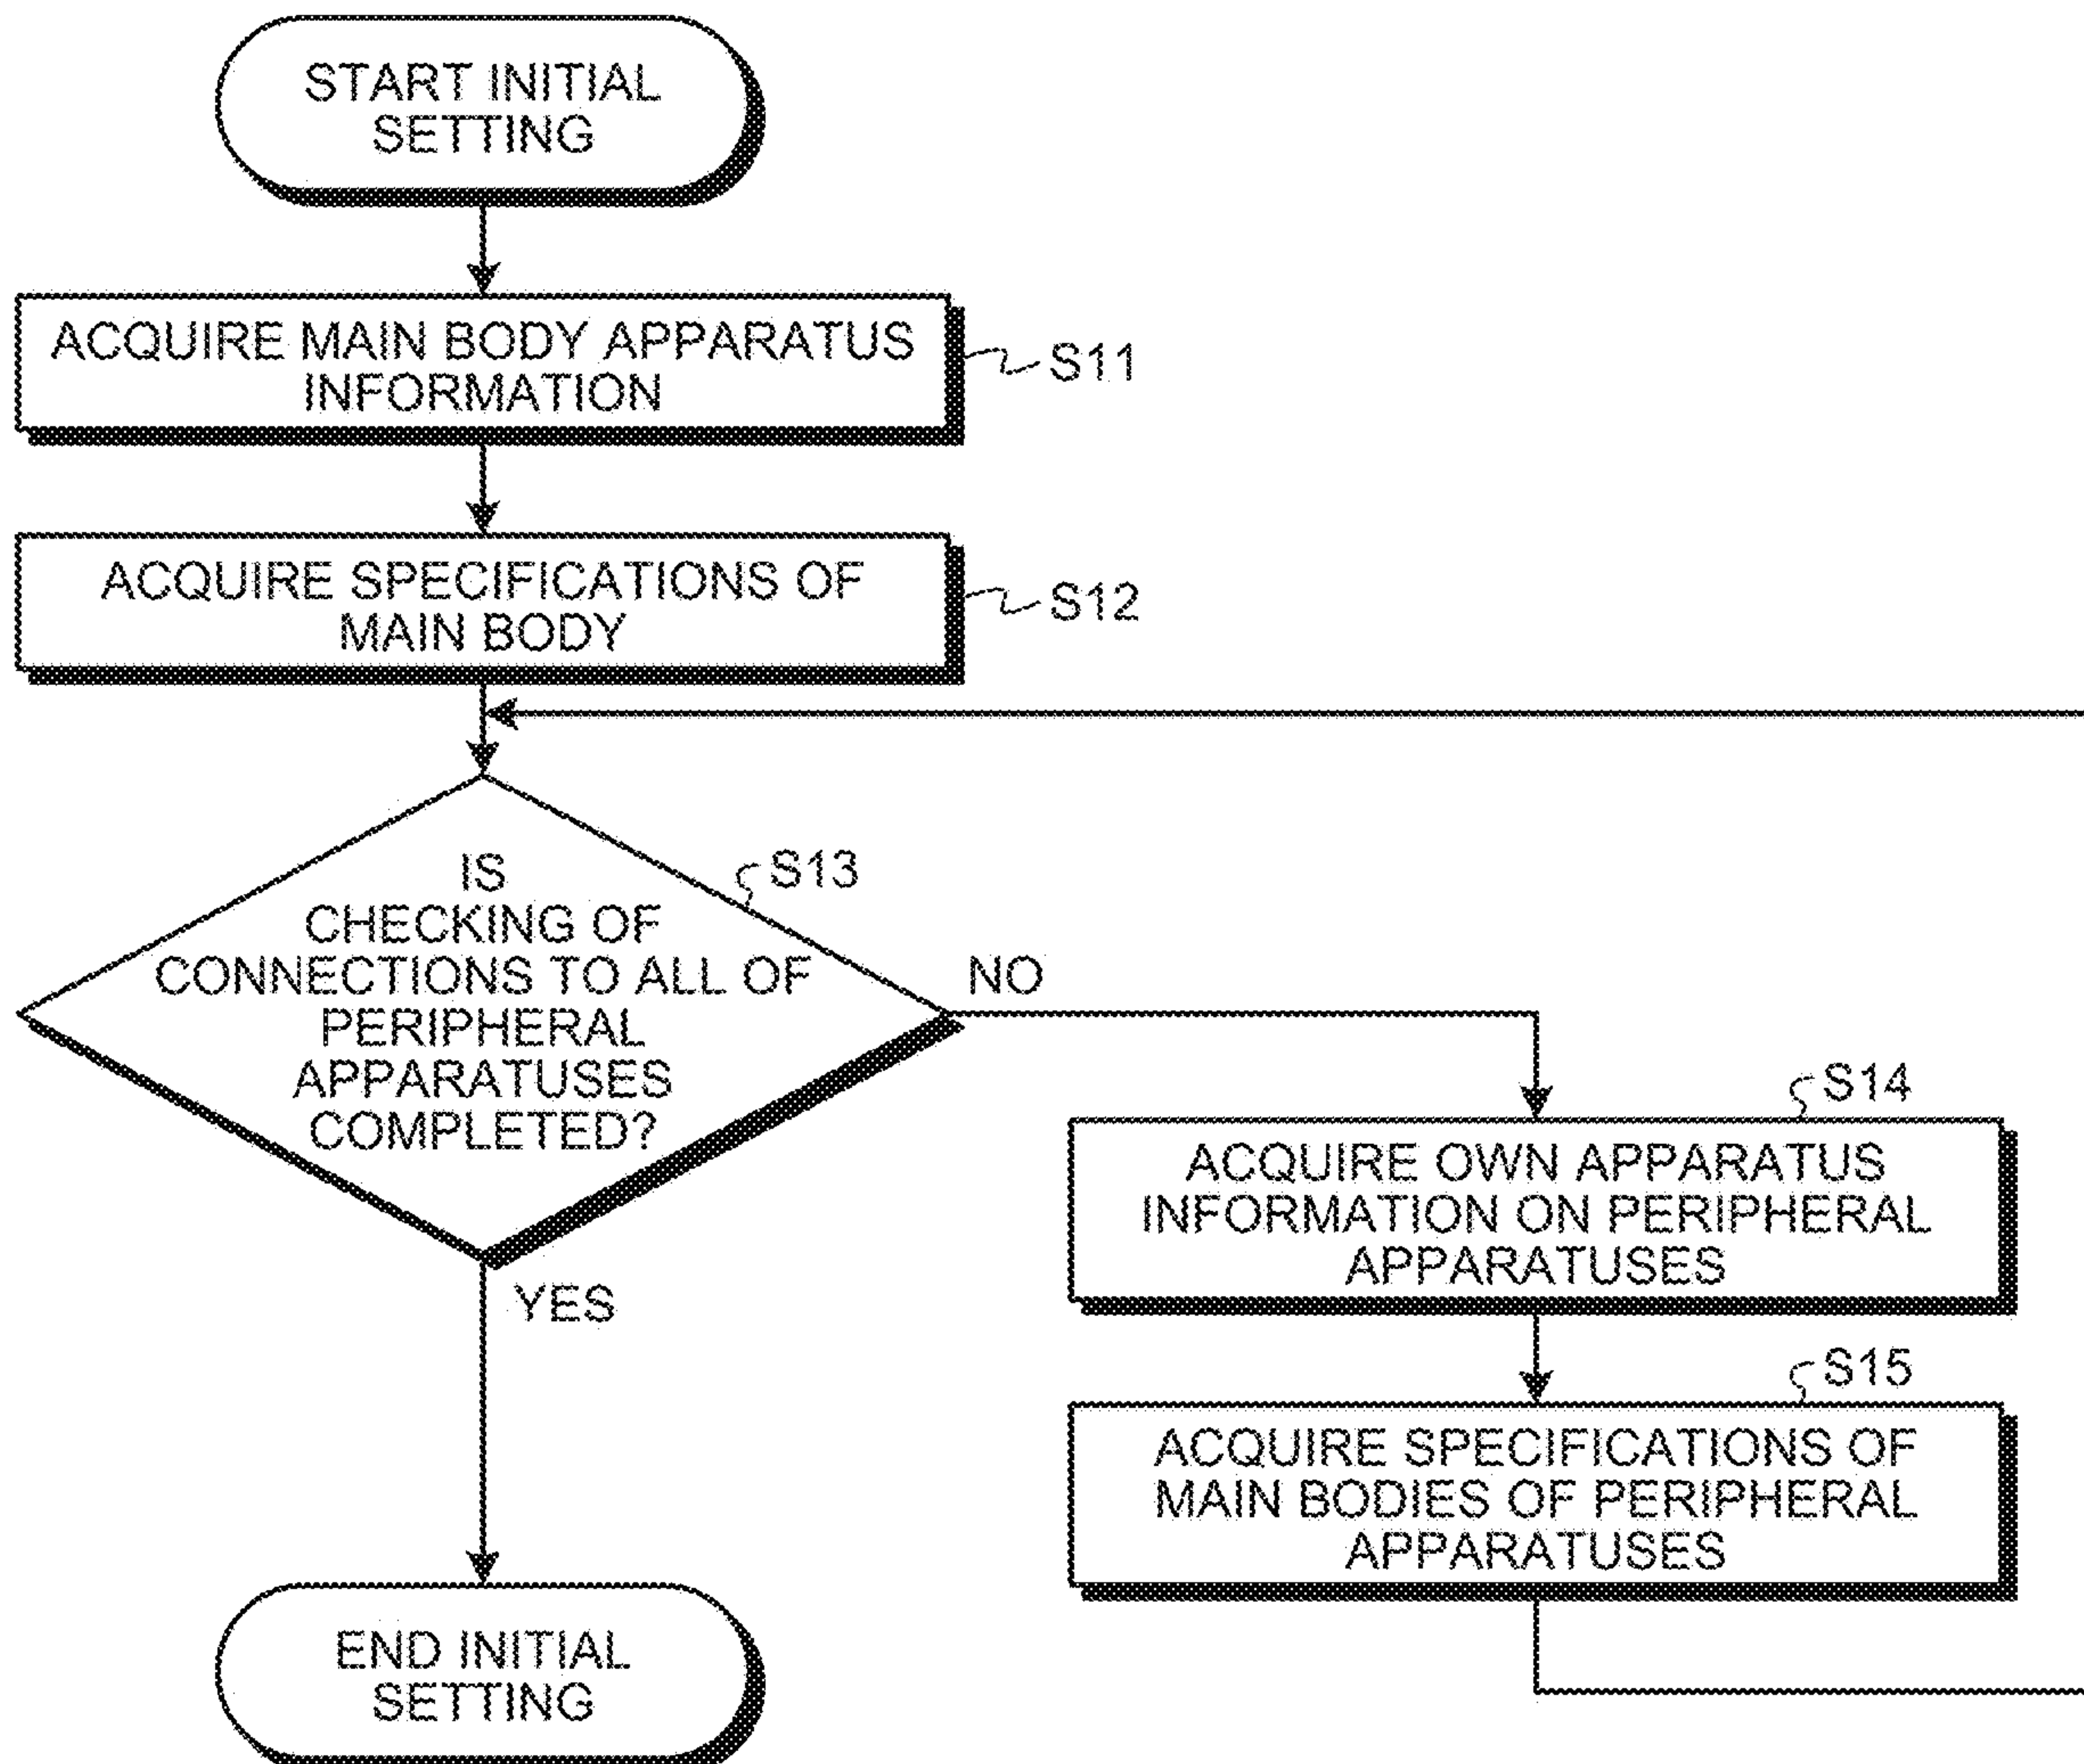 START INITIAL
SETTING
ACQUIRE MAIN BODY APPARATUS
INFORMATION
S11
ACQUIRE SPECIFICATIONS OF
MAIN BODY
S12
IS
CHECKING OF
CONNECTIONS TO ALL OF
PERIPHERAL
APPARATUSES
COMPLETED?
S13
NO
YES
S14
ACQUIRE OWN APPARATUS
INFORMATION ON PERIPHERAL
APPARATUSES
S15
ACQUIRE SPECIFICATIONS OF
MAIN BODIES OF PERIPHERAL
APPARATUSES
END INITIAL
SETTING